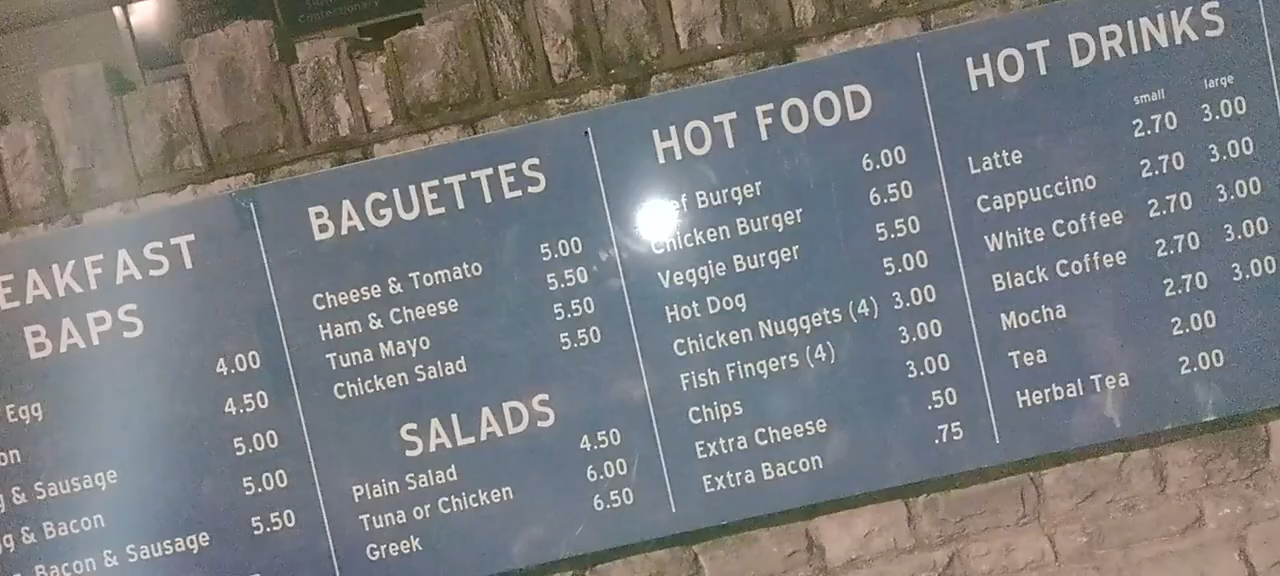 Confectionary
EAKFAST
BAPS
4.00
Egg 4.50
on 5.00
& Sausage 5.00
g & Bacon 5.50
Bacon & Sausage
BAGUETTES
Cheese & Tomato 5.00
Ham & Cheese 5.50
Tuna Mayo 5.50
Chicken Salad 5.50
SALADS
Plain Salad 4.50
Tuna or Chicken 6.00
Greek 6.50
HOT FOOD
ef Burger 6.00
Chicken Burger 6.50
Veggie Burger 5.50
Hot Dog 5.00
Chicken Nuggets (4) 3.00
Fish Fingers (4) 3.00
Chips 3.00
Extra Cheese .50
Extra Bacon .75
HOT DRINKS
small large
Latte 2.70 3.00
Cappuccino 2.70 3.00
White Coffee 2.70 3.00
Black Coffee 2.70 3.00
Mocha 2.70 3.00
Tea 2.00
Herbal Tea 2.00